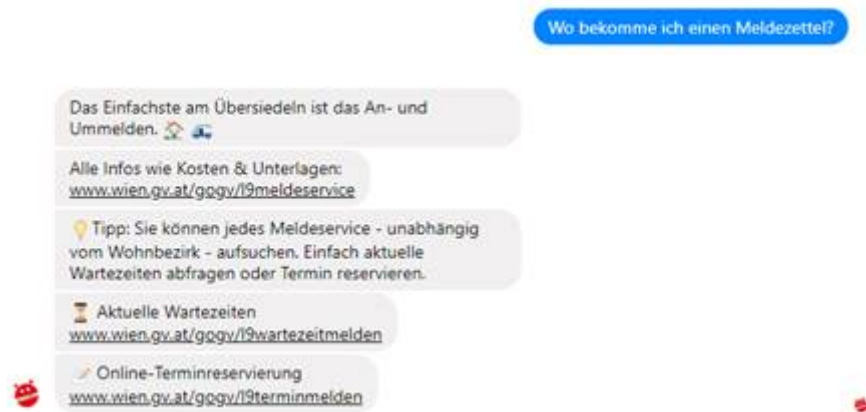 Wo bekomme ich einen Meldezettel?
Das Einfachste am Übersiedeln ist das An- und
Ummelden.
Alle Infos wie Kosten & Unterlagen:
www.wien.gv.at/gogv/l9meldeservice
Tipp: Sie können jedes Meldeservice - unabhängig
vom Wohnbezirk - aufsuchen. Einfach aktuelle
Wartezeiten abfragen oder Termin reservieren.
Aktuelle Wartezeiten
www.wien.gv.at/gogv/l9wartezeitmelden
Online-Terminreservierung
www.wien.gv.at/gogv/l9terminmelden